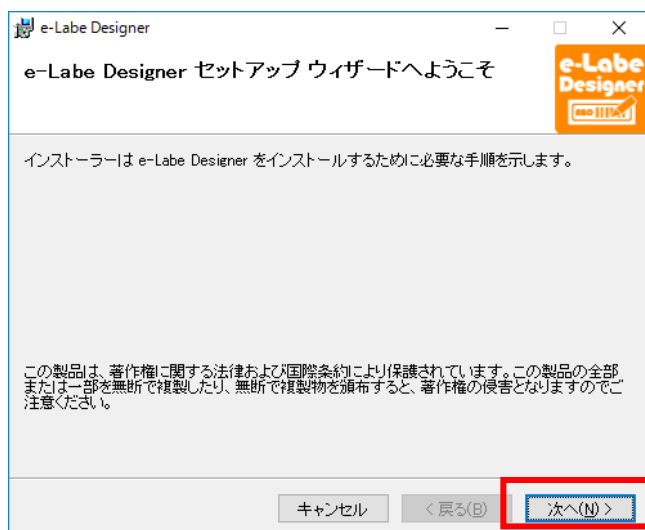 e-Labe Designer
e-Labe Designer セットアップ ウィザードへようこそ
e-Labe
Designer
ABC
インストーラーは e-Labe Designer をインストールするために必要な手順を示します。
この製品は、著作権に関する法律および国際条約により保護されています。この製品の全部
または一部を無断で複製したり、無断で複製物を頒布すると、著作権の侵害となりますのでご
注意ください。
キャンセル
< 戻る(B)
次へ(N) >